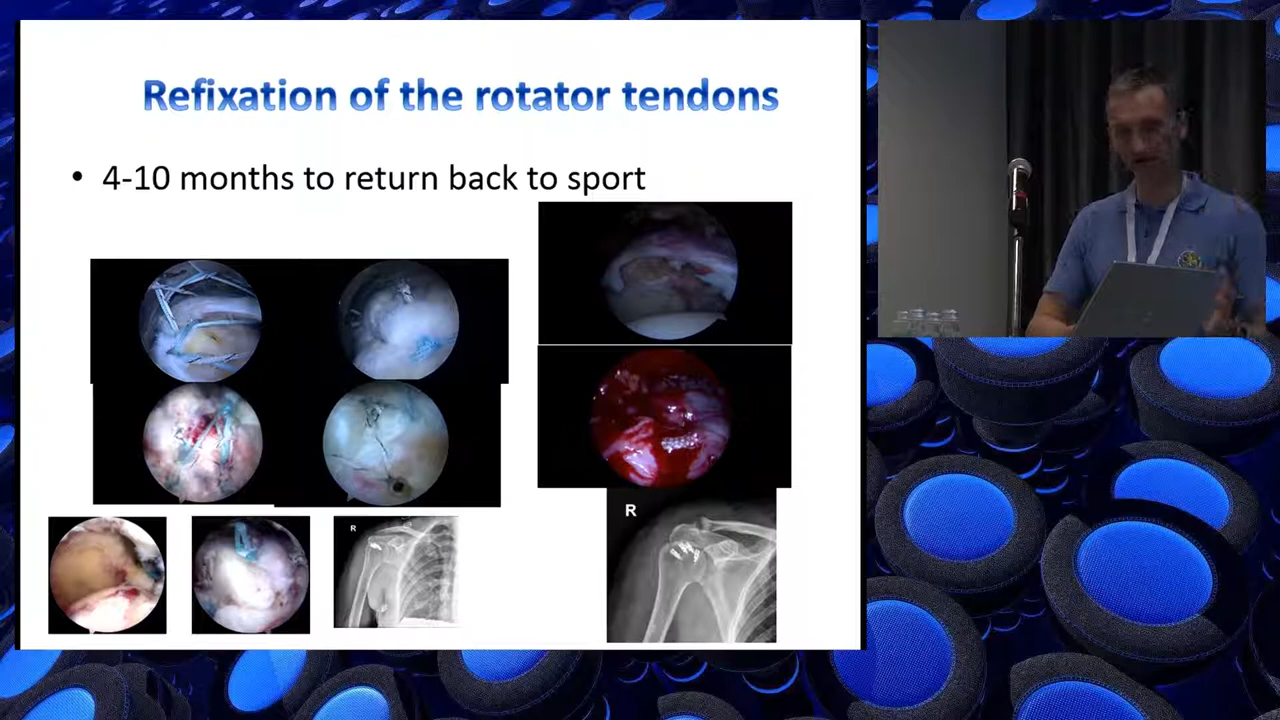 Refixation of the rotator tendons
• 4-10 months to return back to sport
R
R